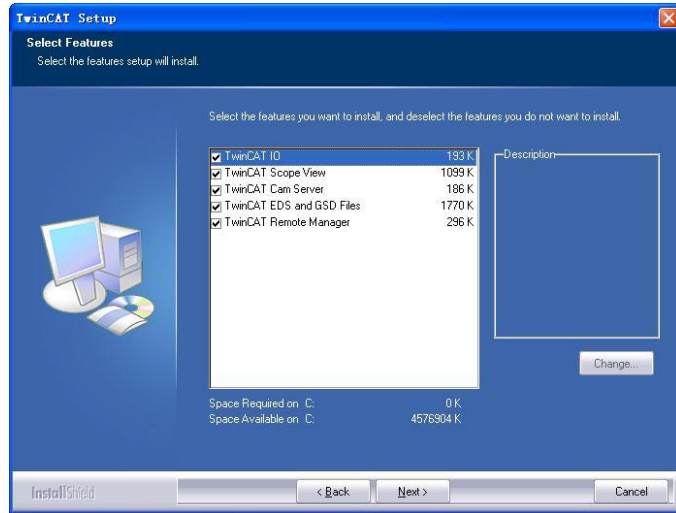 TwinCAT Setup
Select Features
Select the features setup will install.
Select the features you want to install, and deselect the features you do not want to install.
TwinCAT IO 193 K
TwinCAT Scope View 1099 K
TwinCAT Cam Server 186 K
TwinCAT EDS and GSD Files 1770 K
TwinCAT Remote Manager 296 K
Description
Change...
Space Required on C: 0 K
Space Available on C: 4576904 K
InstallShield
< Back
Next >
Cancel